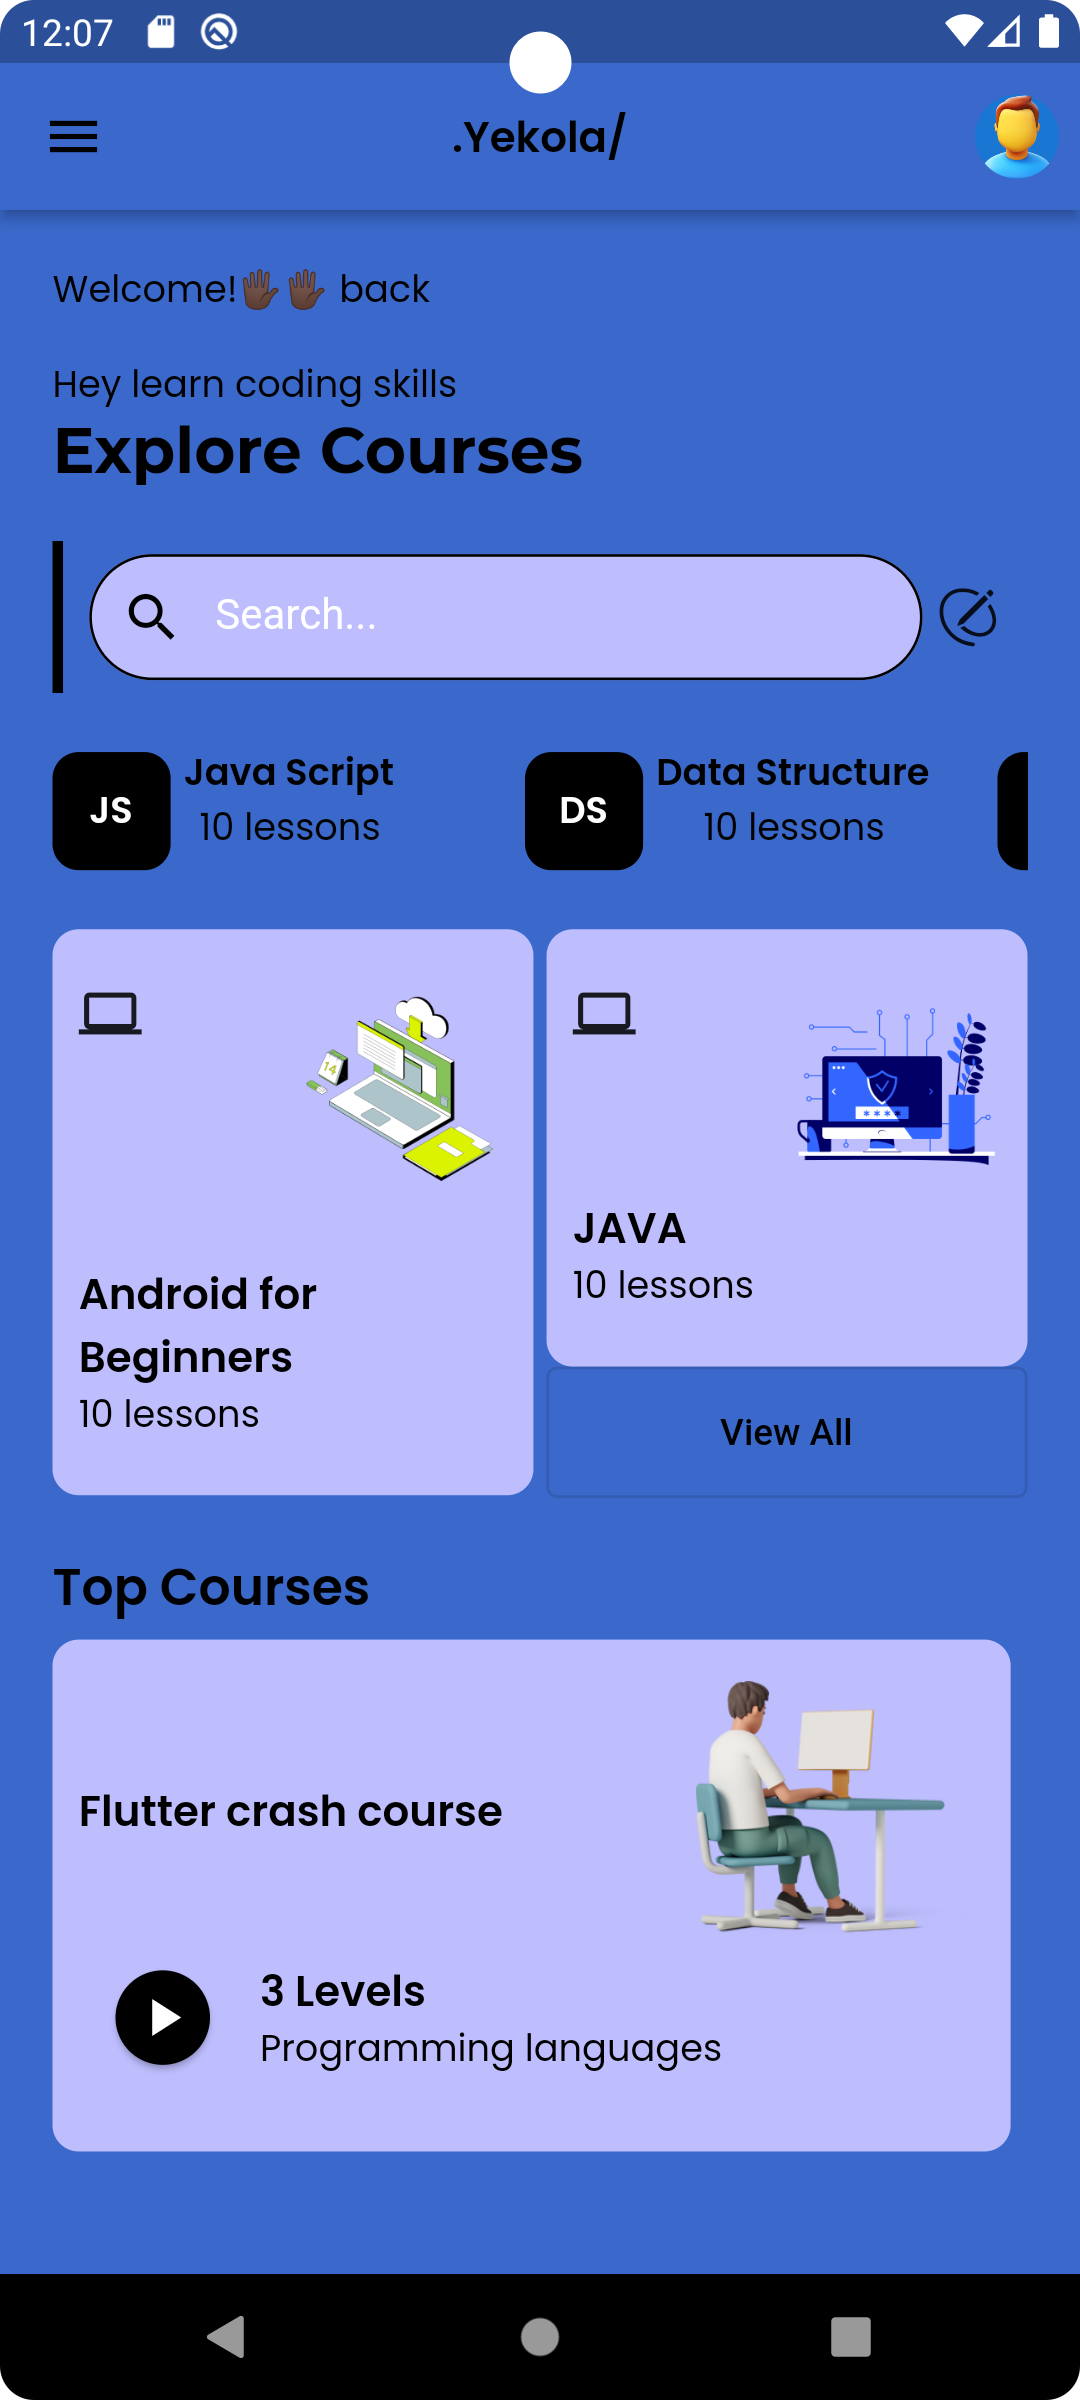 12:07
.Yekola/
Welcome!🖐🏿🖐🏿 back
Hey learn coding skills
Explore Courses
Search...
JS
Java Script
10 lessons
DS
Data Structure
10 lessons
14
Android for
Beginners
10 lessons
****
JAVA
10 lessons
View All
Top Courses
Flutter crash course
3 Levels
Programming languages